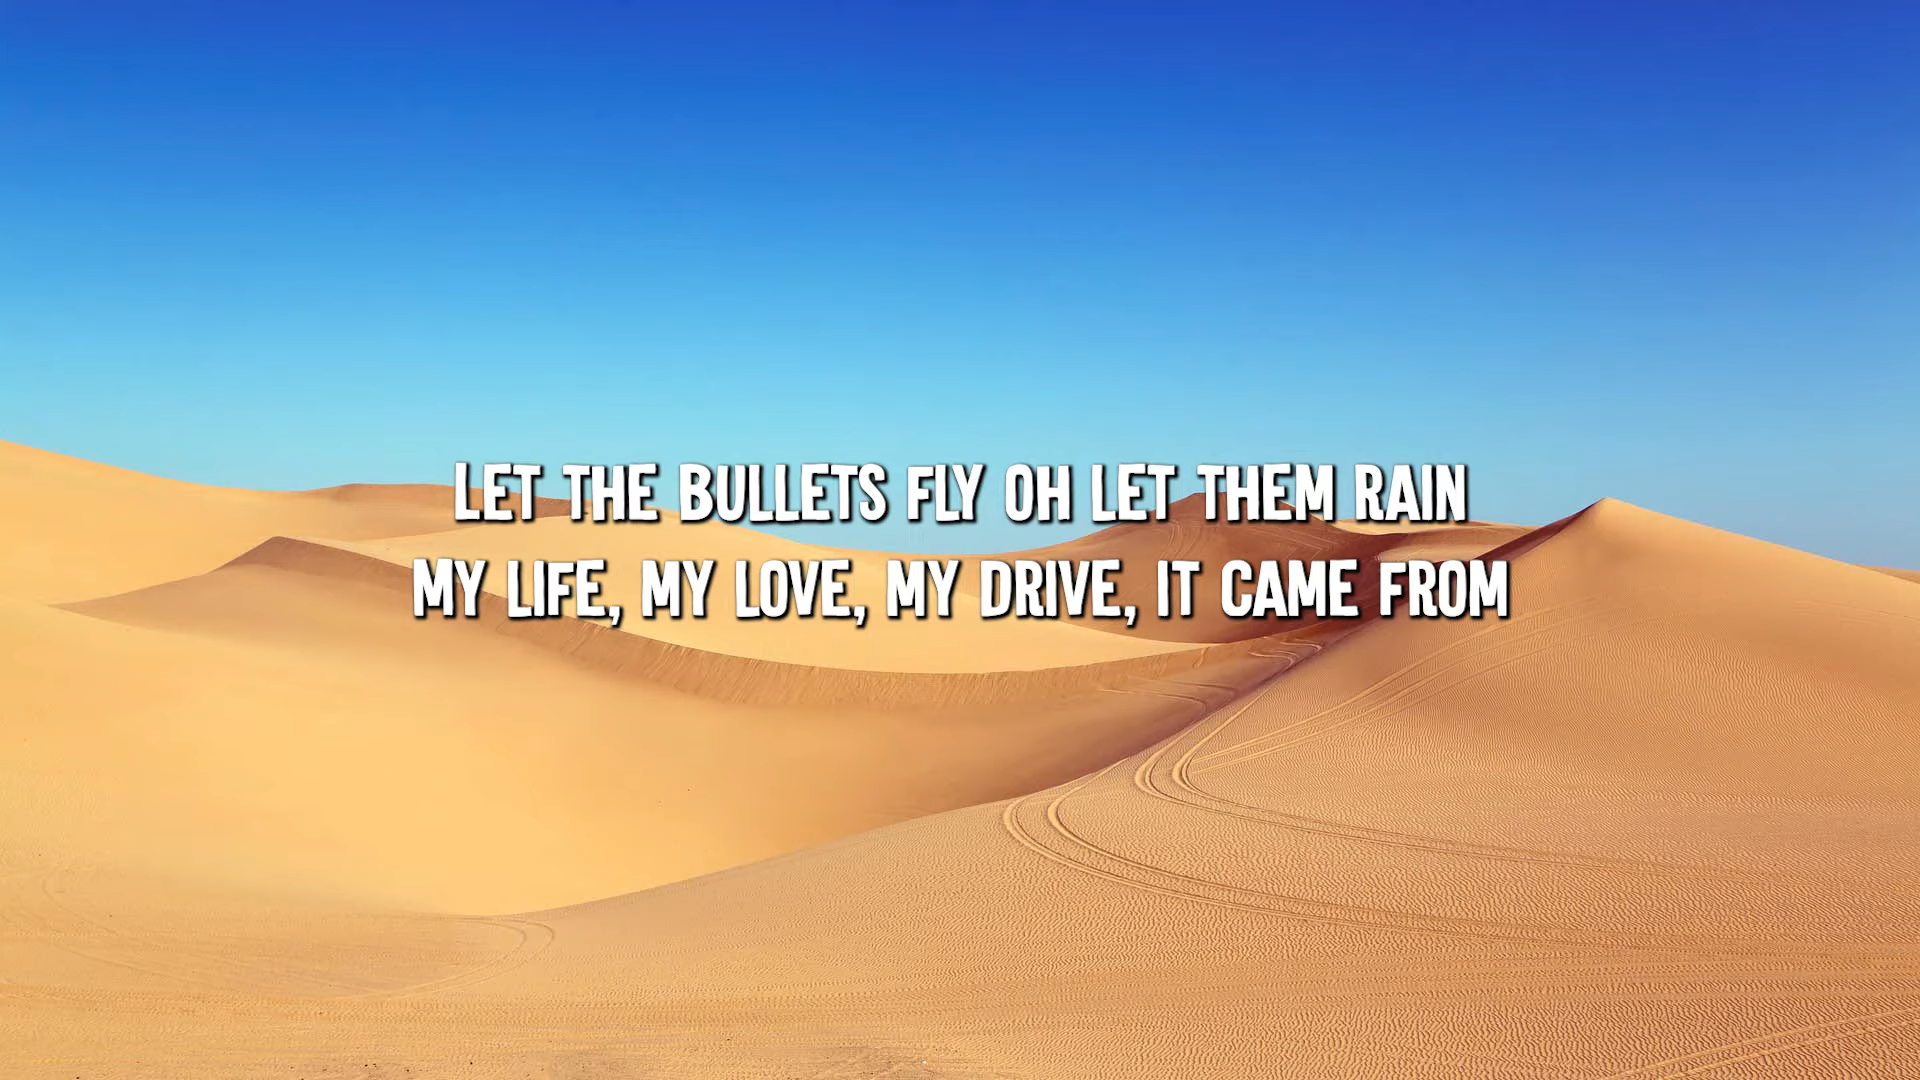 LET THE BULLETS FLY OH LET THEM RAIN
MY LIFE, MY LOVE, MY DRIVE, IT CAME FROM